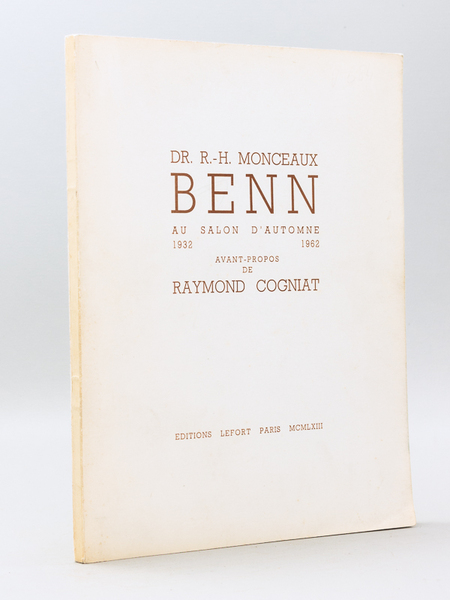 DR. R.-H. MONCEAUX
BENN
AU SALON D'AUTOMNE
1932 1962
AVANT-PROPOS
DE
RAYMOND COGNIAT
EDITIONS LEFORT PARIS MCMLXIII